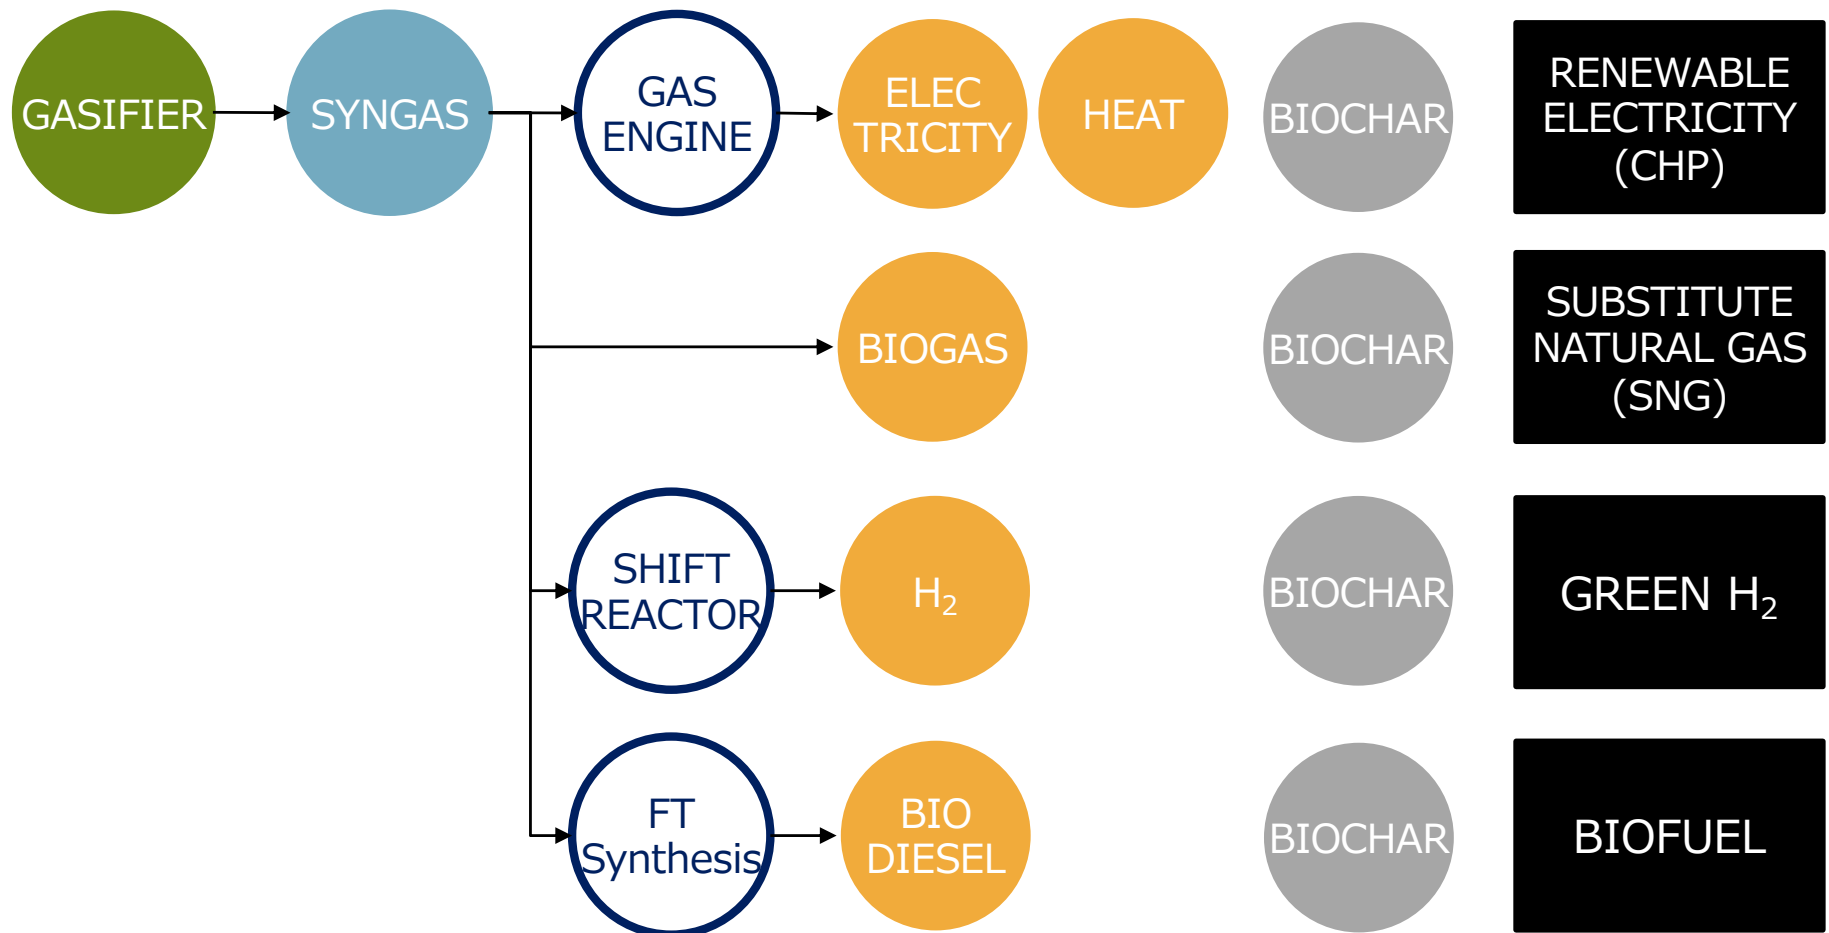 GASIFIER
SYNGAS
GAS
ENGINE
ELEC
TRICITY
HEAT
BIOCHAR
RENEWABLE
ELECTRICITY
(CHP)
BIOGAS
BIOCHAR
SUBSTITUTE
NATURAL GAS
(SNG)
SHIFT
REACTOR
H₂
BIOCHAR
GREEN H₂
FT
Synthesis
BIO
DIESEL
BIOCHAR
BIOFUEL